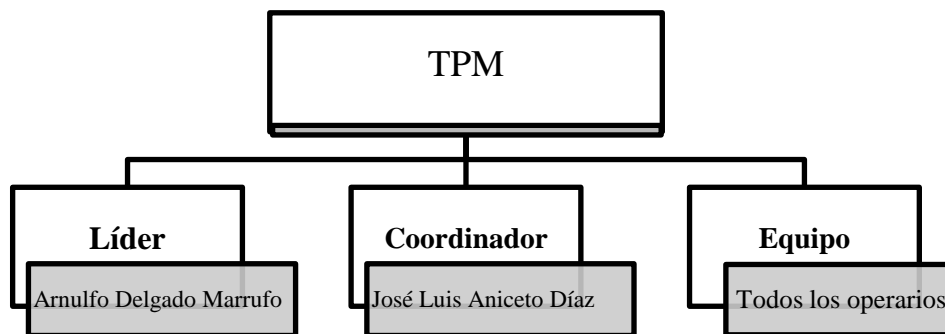 TPM
Líder
Arnulfo Delgado Marrufo
Coordinador
José Luis Aniceto Díaz
Equipo
Todos los operarios